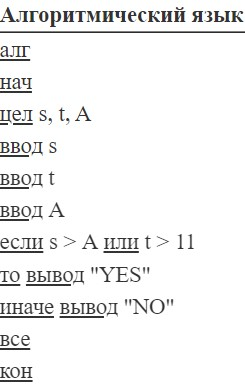 Алгоритмический язык
алг
нач
цел s, t, A
ввод s
ввод t
ввод A
если s > A или t > 11
то вывод "YES"
иначе вывод "NO"
все
кон